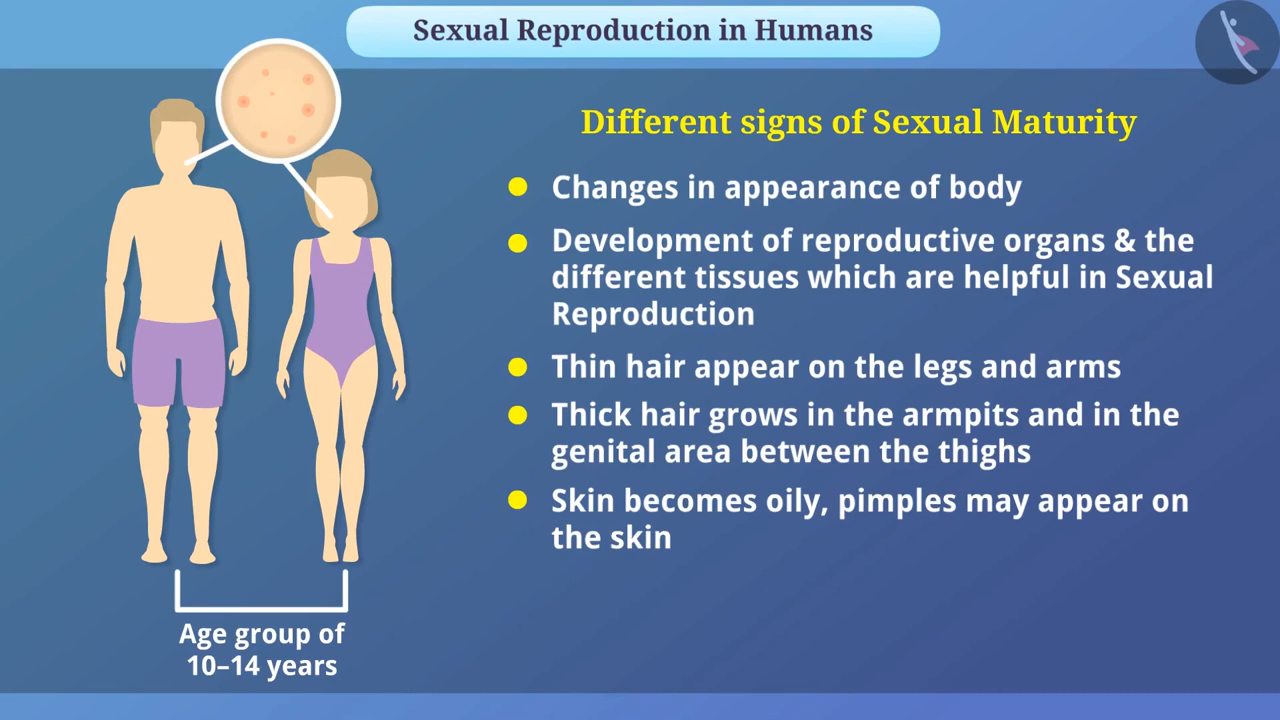 Sexual Reproduction in Humans
Different signs of Sexual Maturity
Changes in appearance of body
Development of reproductive organs & the
different tissues which are helpful in Sexual
Reproduction
Thin hair appear on the legs and arms
Thick hair grows in the armpits and in the
genital area between the thighs
Skin becomes oily, pimples may appear on
the skin
Age group of
10–14 years